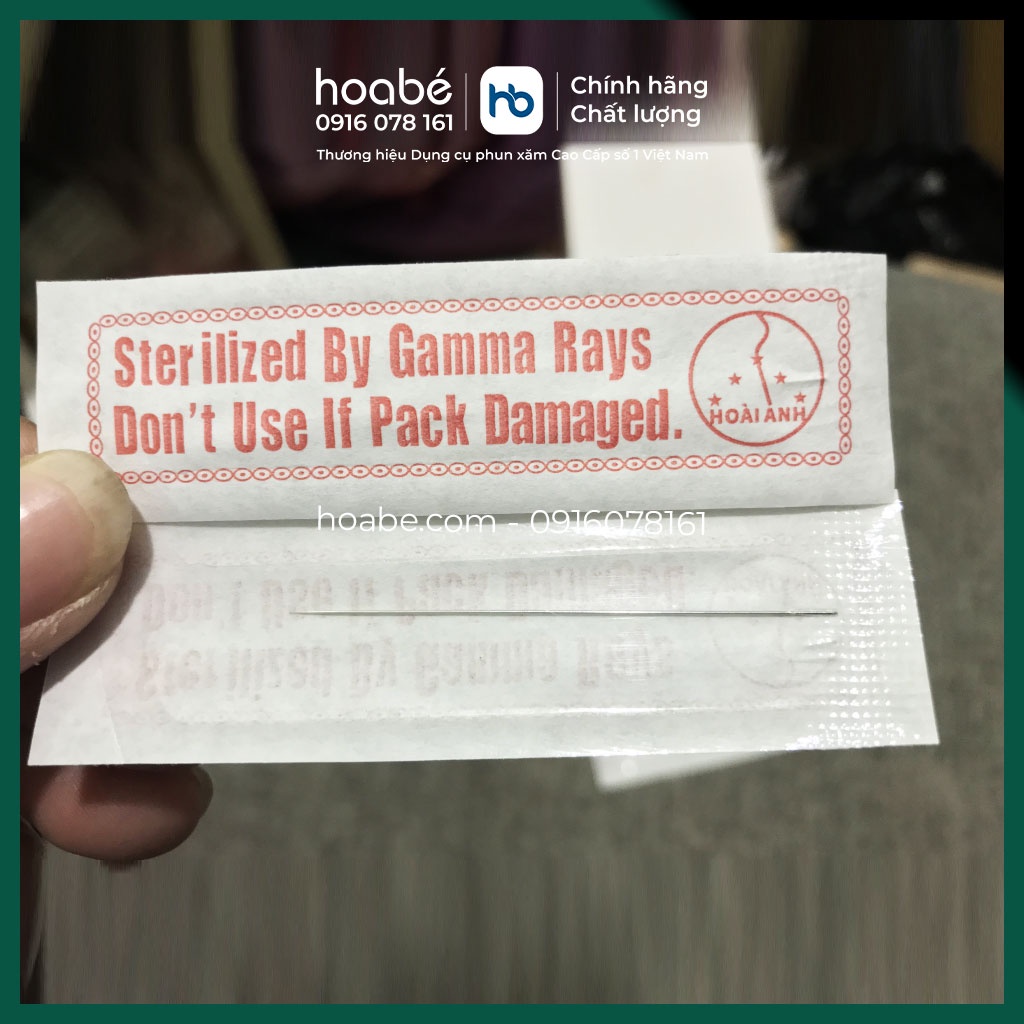 hoabé
0916 078 161
hb
Chính hãng
Chất lượng
Thương hiệu Dụng cụ phun xăm Cao Cấp số 1 Việt Nam
Sterilized By Gamma Rays
Don't Use If Pack Damaged.
HOÀI ANH
hoabe.com - 0916078161